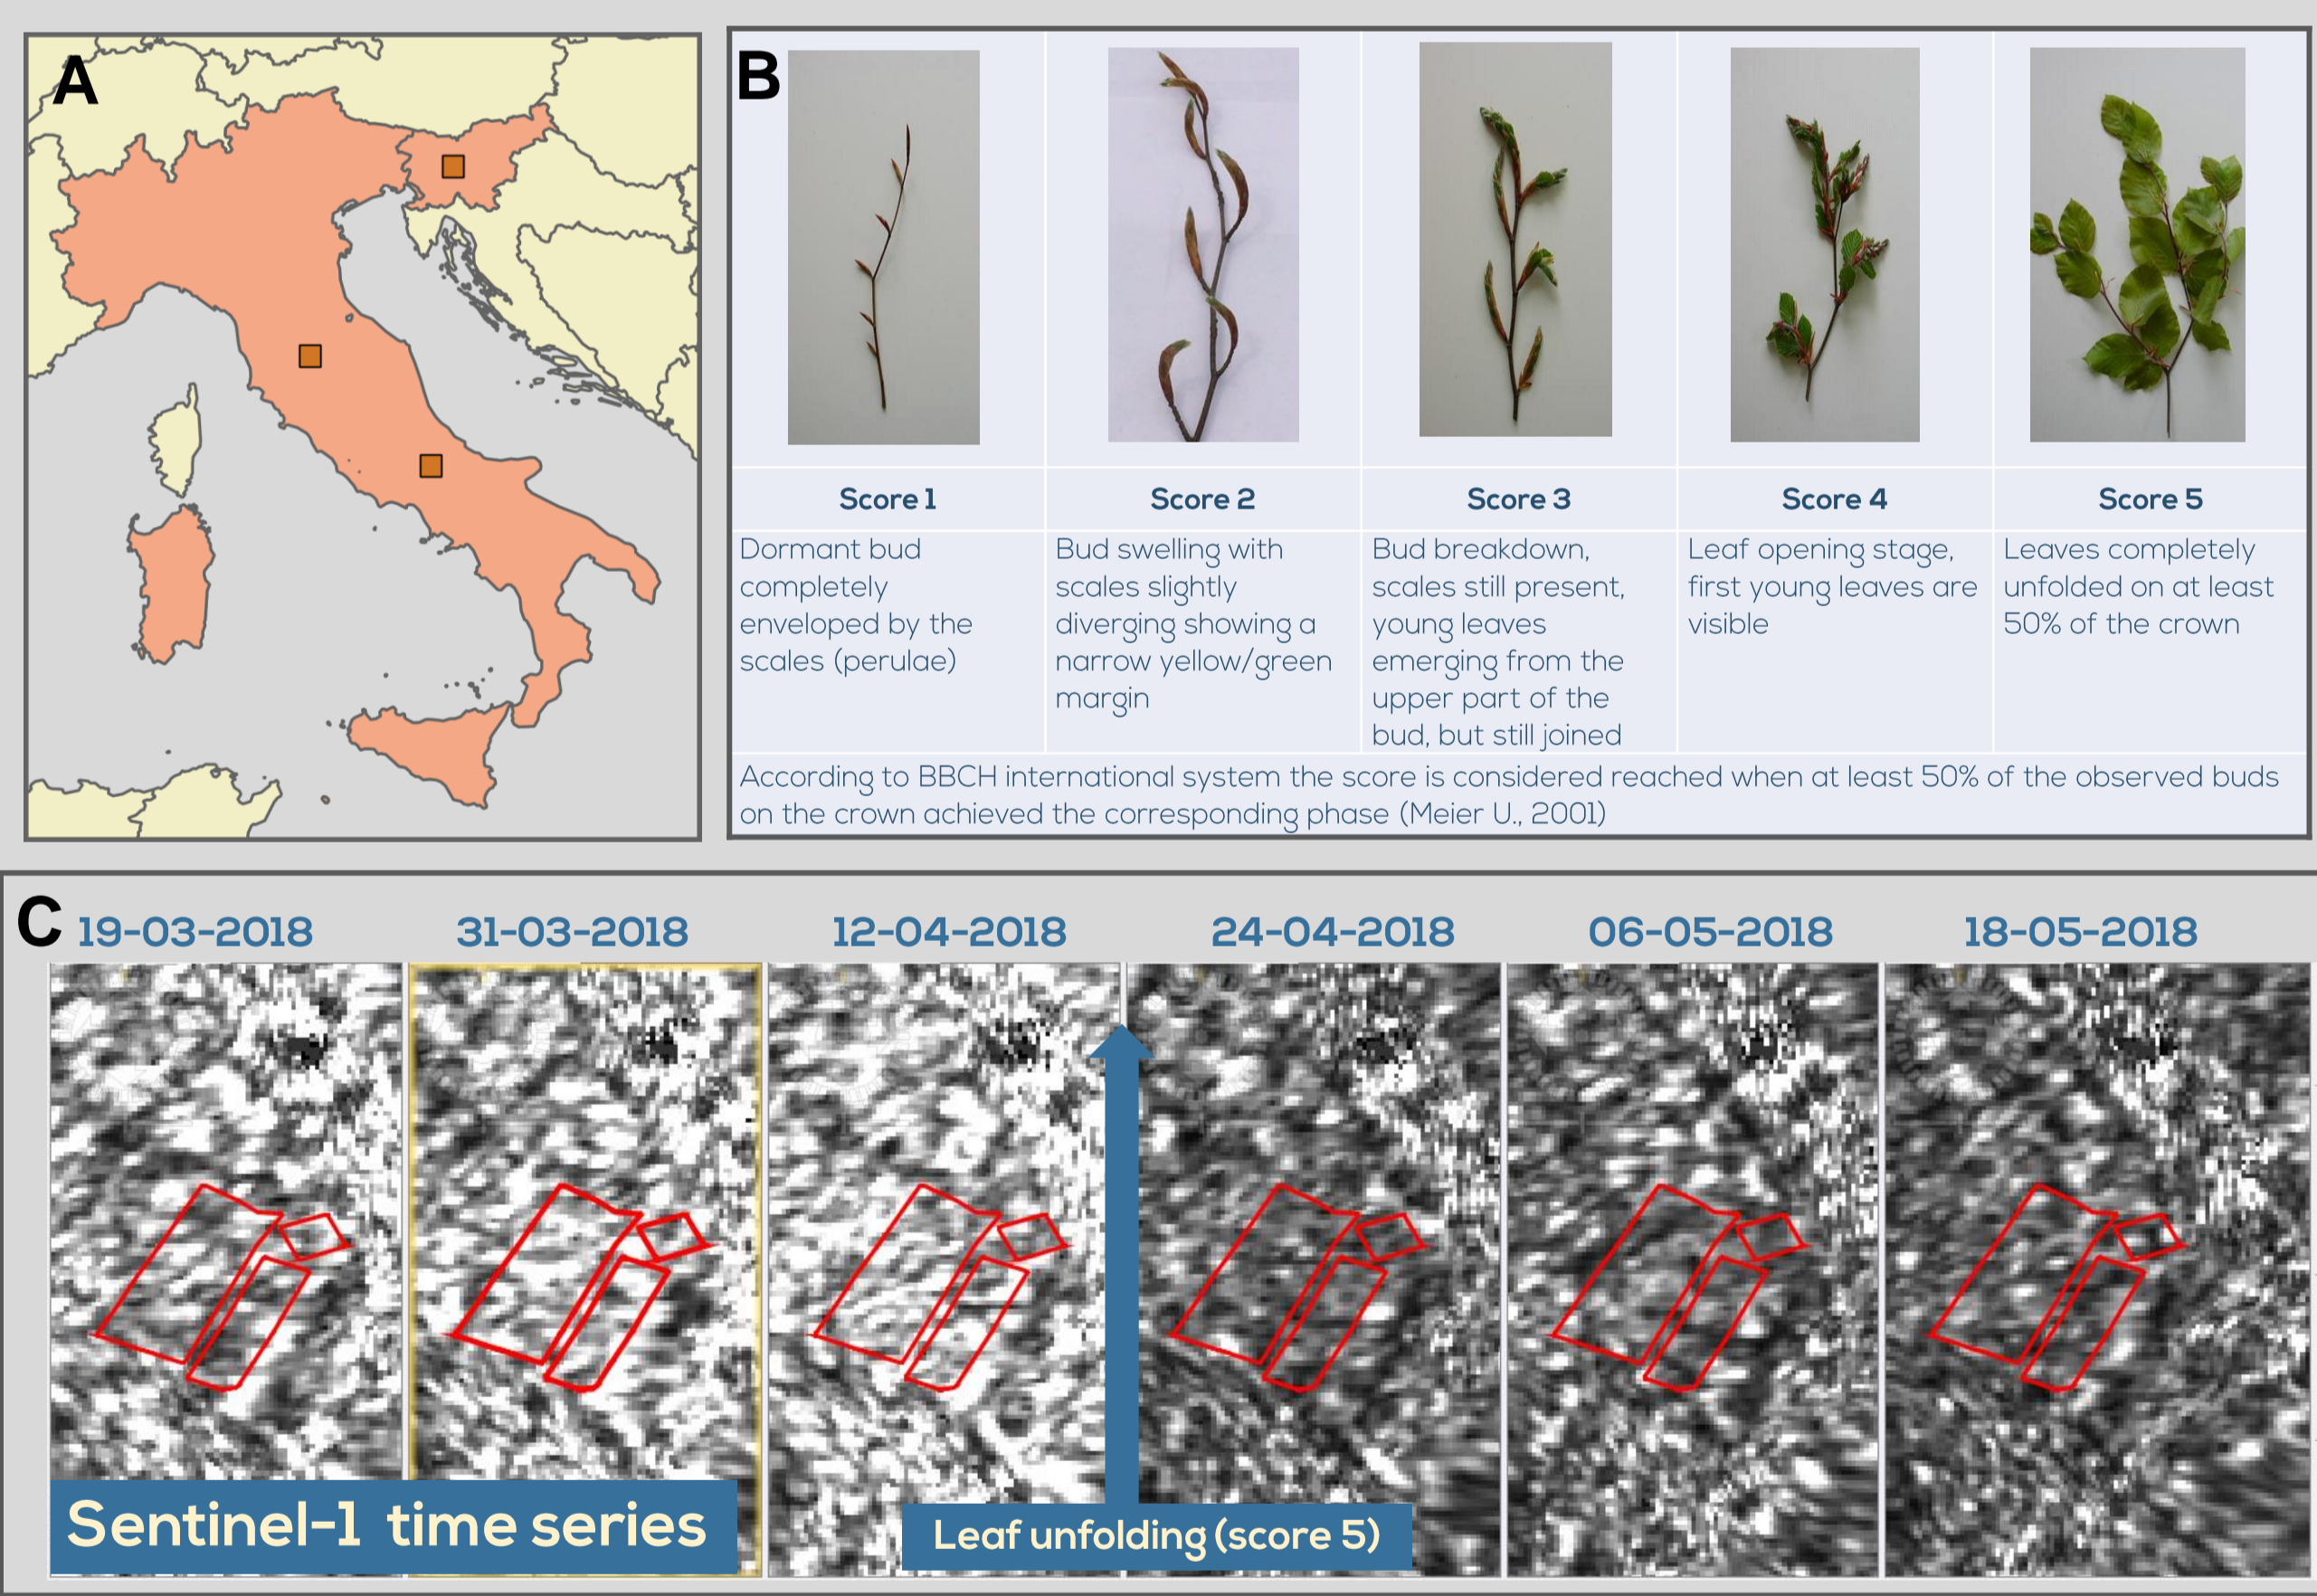 A
B
Score 1
Score 2
Score 3
Score 4
Score 5
Dormant bud
completely
enveloped by the
scales (perulae)
Bud swelling with
scales slightly
diverging showing a
narrow yellow/green
margin
Bud breakdown,
scales still present,
young leaves
emerging from the
upper part of the
bud, but still joined
Leaf opening stage,
first young leaves are
visible
Leaves completely
unfolded on at least
50% of the crown
According to BBCH international system the score is considered reached when at least 50% of the observed buds
on the crown achieved the corresponding phase (Meier U., 2001)
C
19-03-2018
31-03-2018
12-04-2018
24-04-2018
06-05-2018
18-05-2018
Sentinel-1 time series
Leaf unfolding (score 5)